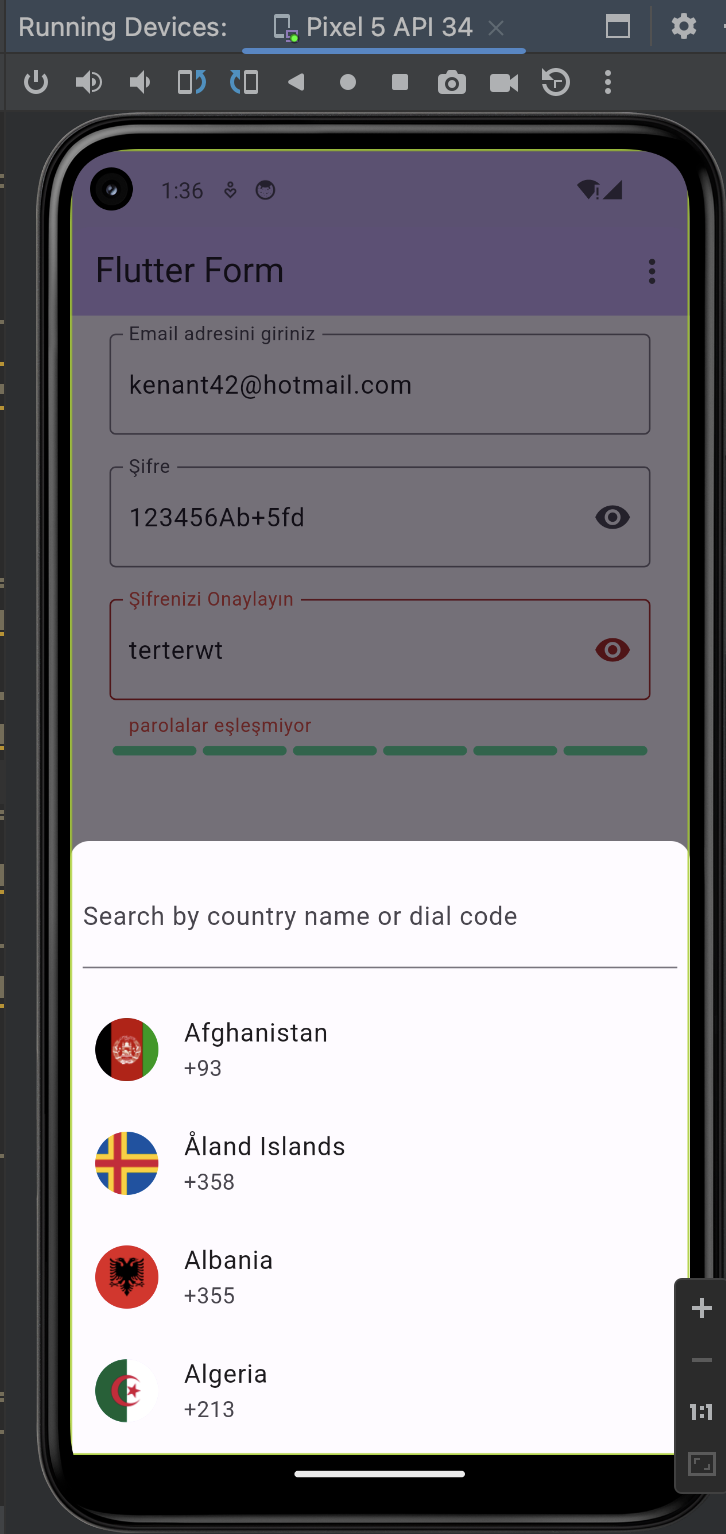 Running Devices:
Pixel 5 API 34
1:36
Flutter Form
Email adresini giriniz
kenant42@hotmail.com
Şifre
123456Ab+5fd
Şifrenizi Onaylayın
terterwt
parolalar eşleşmiyor
Search by country name or dial code
Afghanistan
+93
Åland Islands
+358
Albania
+355
Algeria
+213
1:1